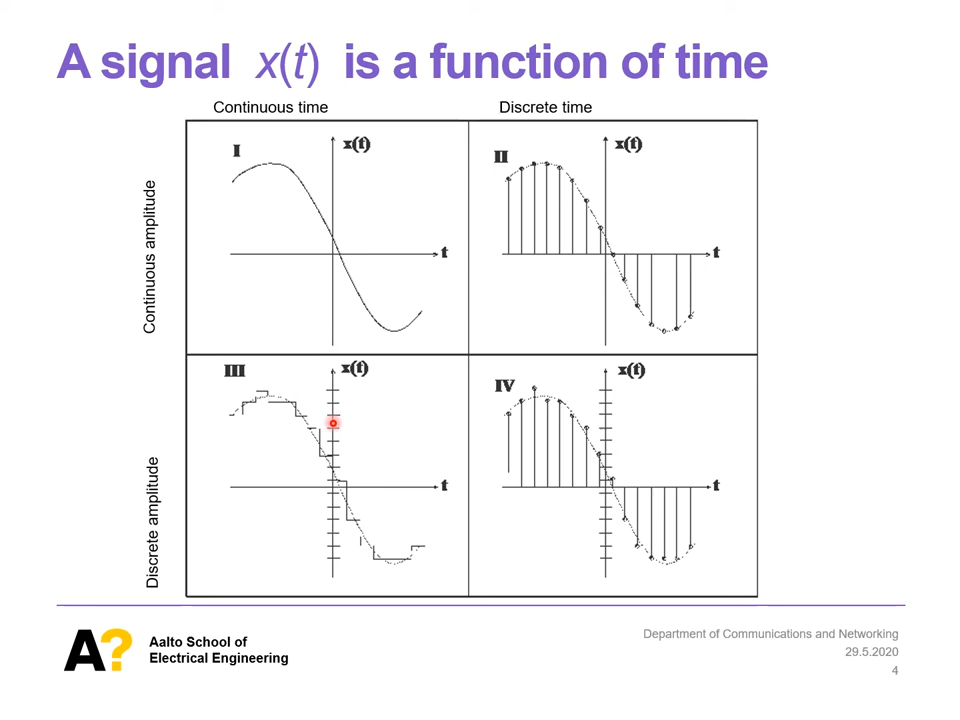 A signal x(t) is a function of time
Continuous time
Discrete time
Continuous amplitude
I
x(t)
t
II
x(t)
t
Discrete amplitude
III
x(t)
t
IV
x(t)
t
A?
Aalto School of
Electrical Engineering
Department of Communications and Networking
29.5.2020
4